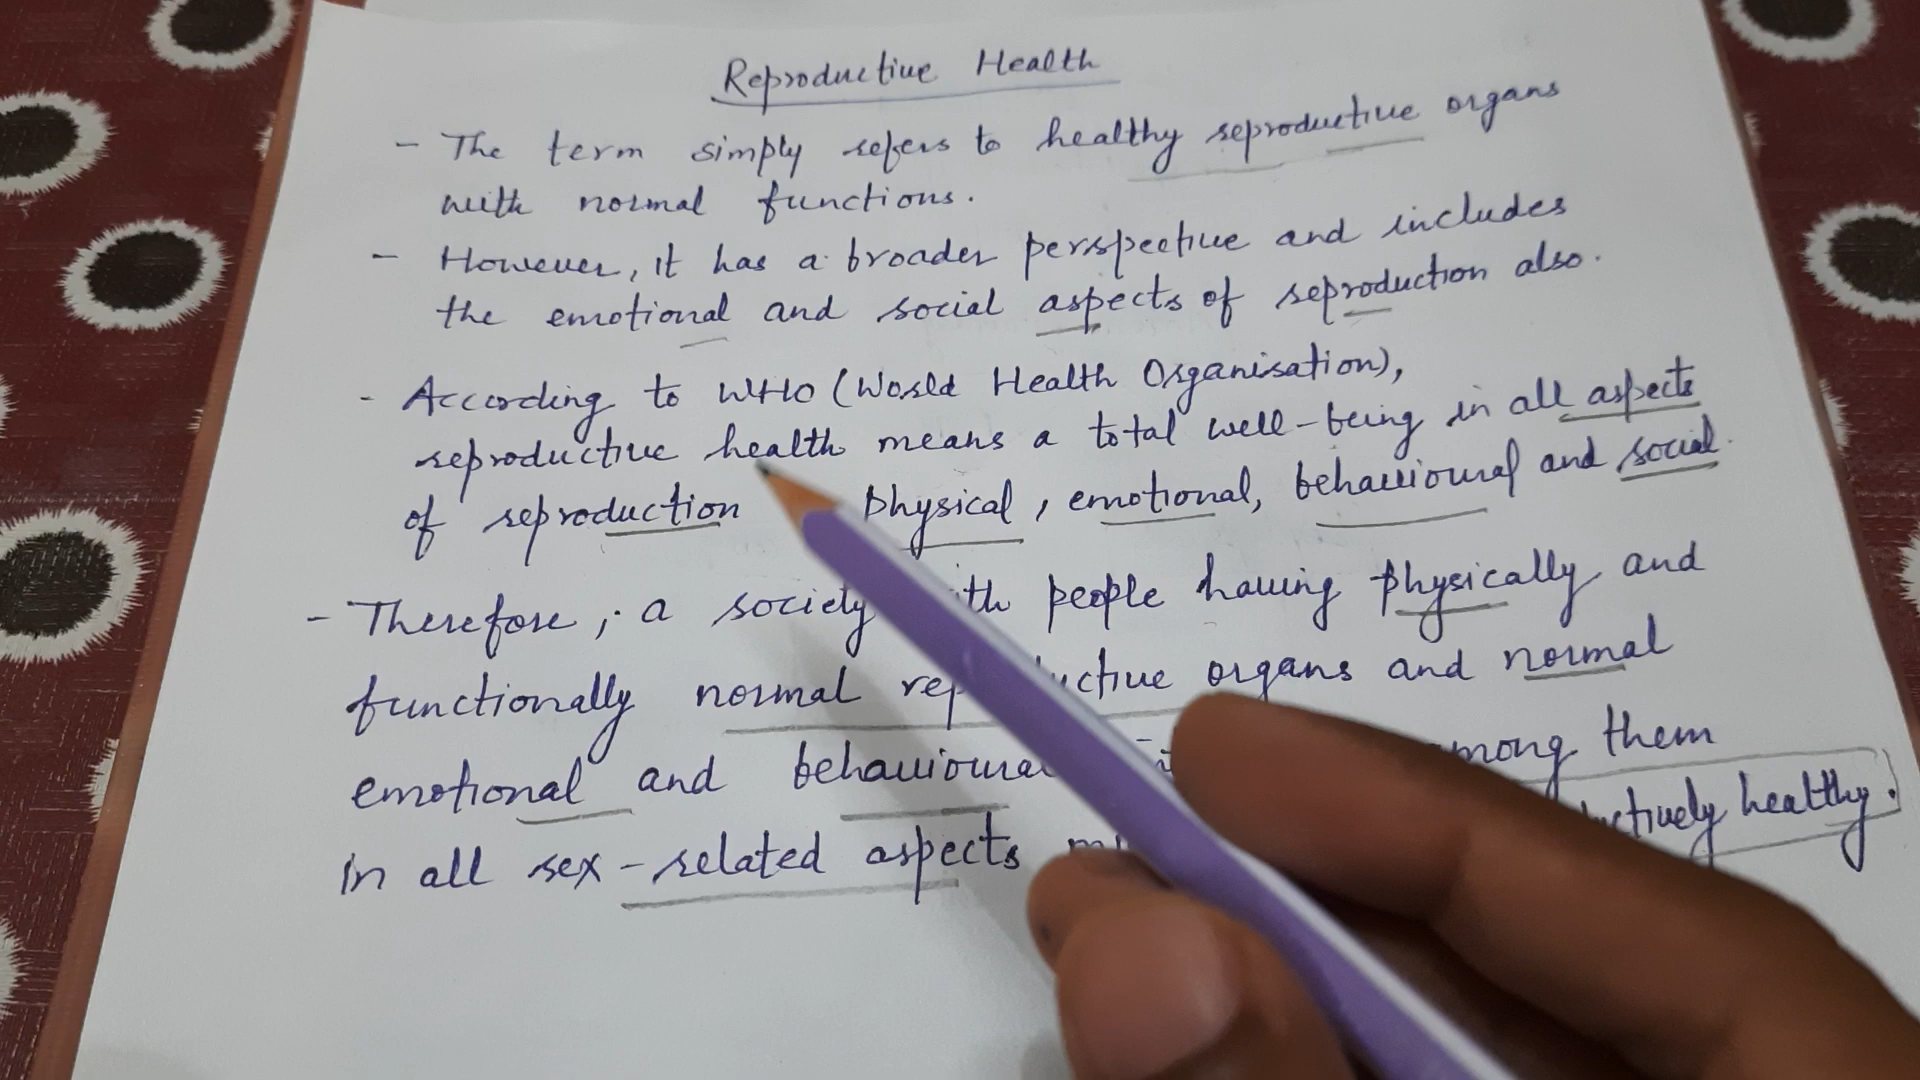 Reproductive Health
- The term simply refers to healthy reproductive organs
with normal functions.
- However, it has a broader perspective and includes
the emotional and social aspects of reproduction also.
- According to WHO (World Health Organisation),
reproductive health means a total well-being in all aspects
of reproduction physical, emotional, behavioural and social.
- Therefore, a society people having physically and
functionally normal organs and normal
emotional and behavioural them
in all sex-related aspects healthy.